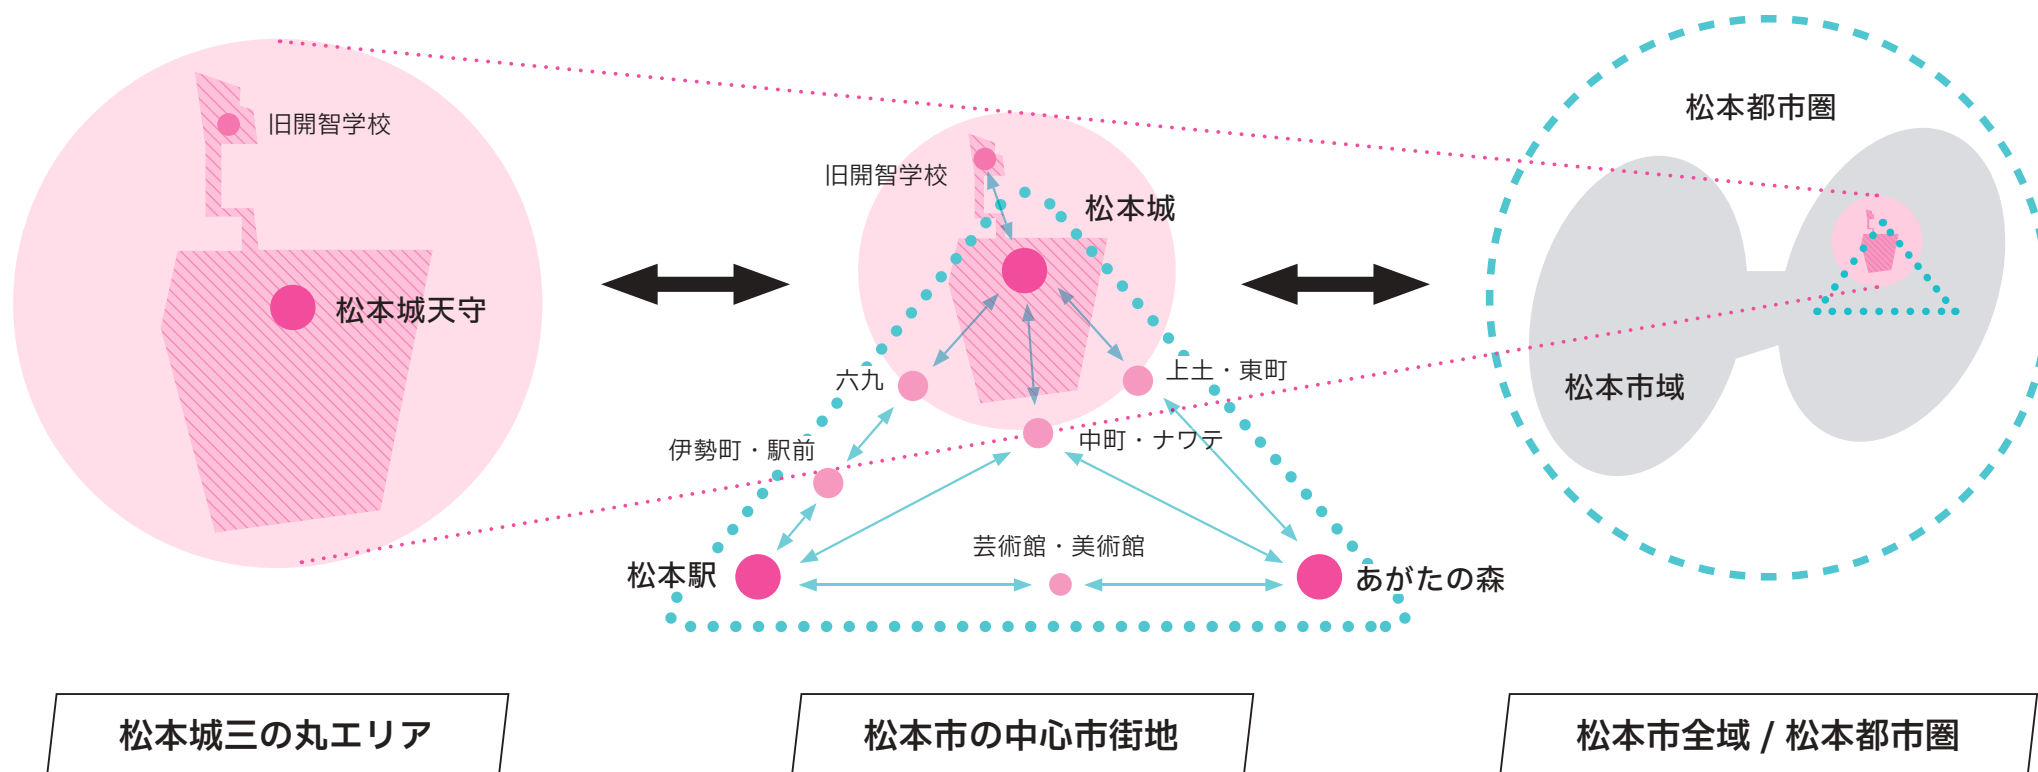 旧開智学校
松本城天守
旧開智学校
松本城
六九
上土・東町
伊勢町・駅前
中町・ナワテ
芸術館・美術館
松本駅
あがたの森
松本都市圏
松本市域
松本城三の丸エリア
松本市の中心市街地
松本市全域 / 松本都市圏